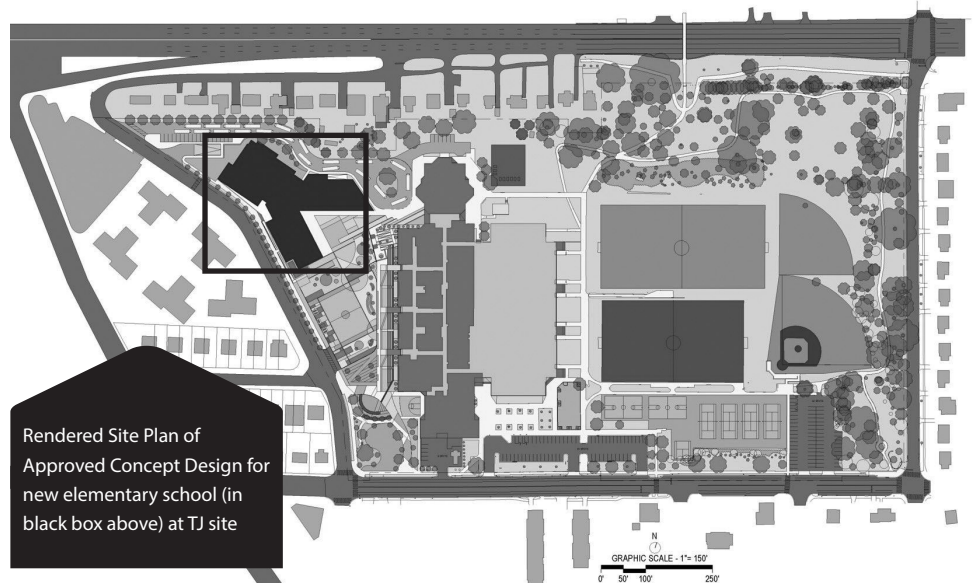 Rendered Site Plan of
Approved Concept Design for
new elementary school (in
black box above) at TJ site
N
GRAPHIC SCALE - 1"= 150'
0' 50' 100' 250'